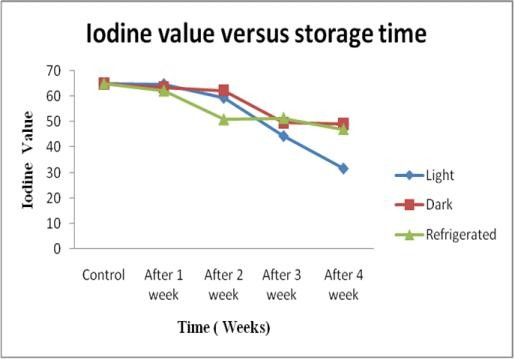 Iodine value versus storage time
Iodine Value
70
60
50
40
30
20
10
0
Control After 1 After 2 After 3 After 4
week week week week
Time ( Weeks)
Light
Dark
Refrigerated